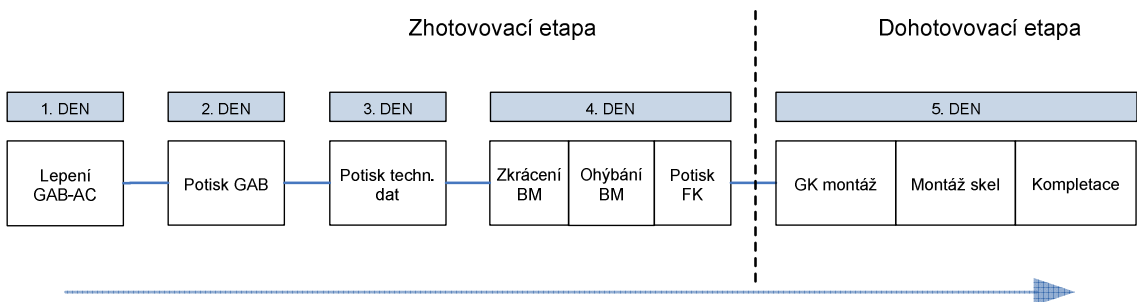 Zhotovovací etapa
Dohotovovací etapa
1. DEN
2. DEN
3. DEN
4. DEN
5. DEN
Lepení
GAB-AC
Potisk GAB
Potisk techn.
dat
Zkrácení
BM
Ohýbání
BM
Potisk
FK
GK montáž
Montáž skel
Kompletace